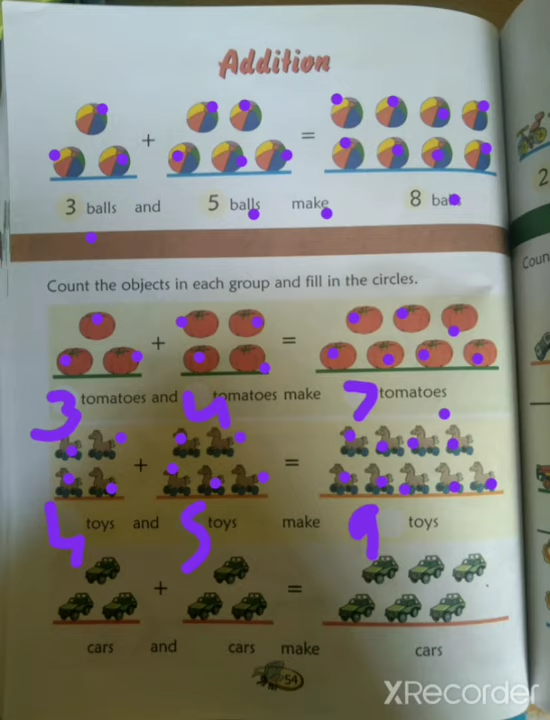 Addition
+ =
3 balls and 5 balls make 8
Count the objects in each group and fill in the circles.
+ =
3 tomatoes and 4 tomatoes make 7 tomatoes
+ =
4 toys and 5 toys make 9 toys
+ =
cars and cars make cars
54
2
Coun
XRecorder